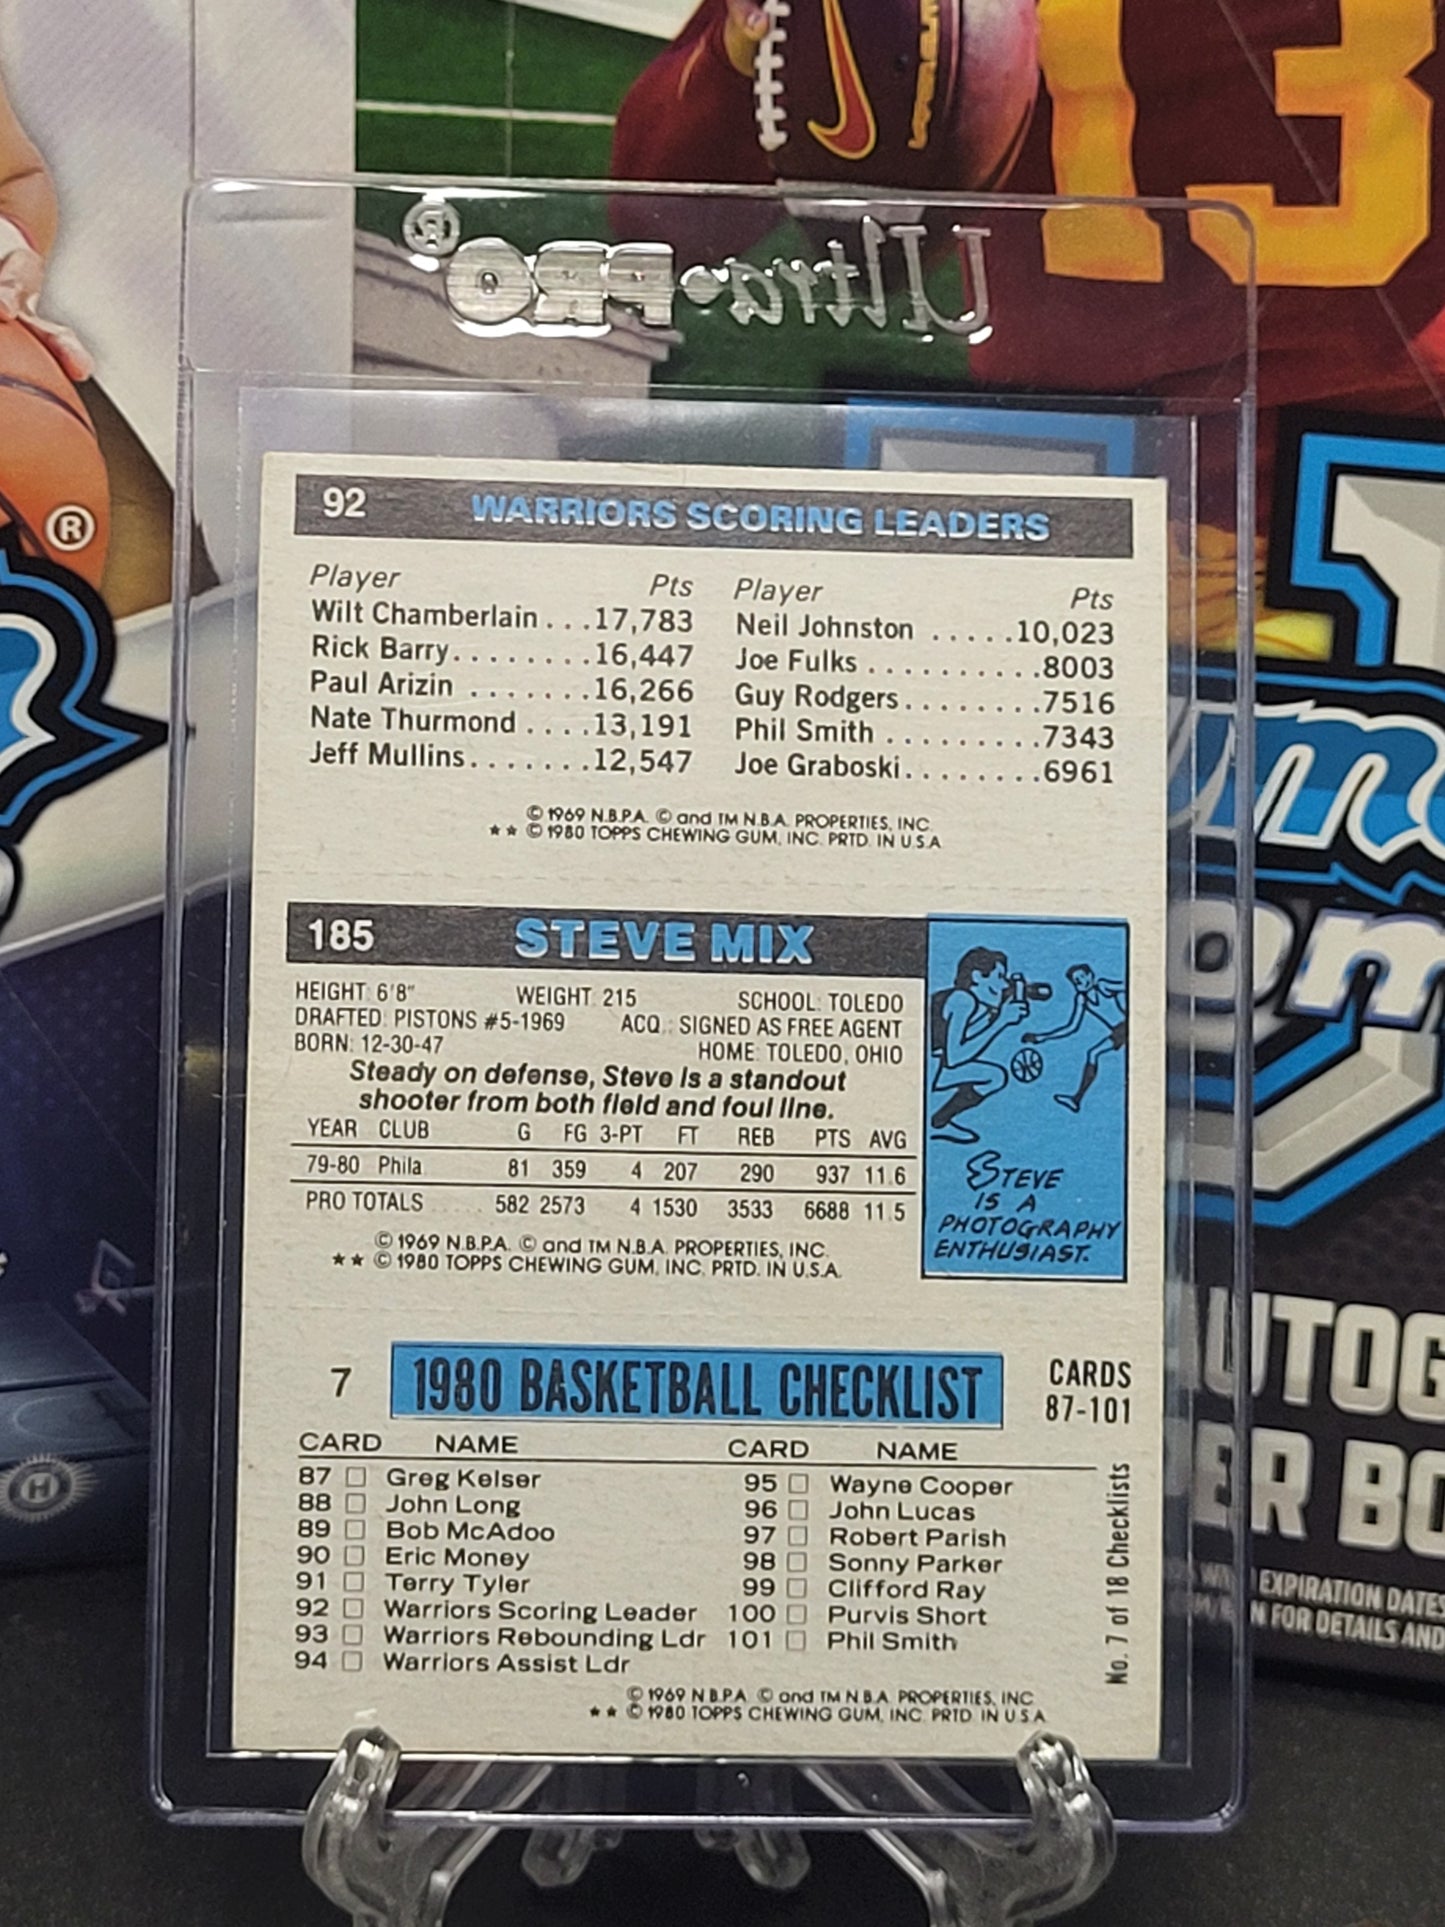 Ultra•PRO®
13
®
92 WARRIORS SCORING LEADERS
Player Pts Player Pts
Wilt Chamberlain . . .17,783 Neil Johnston . . . . .10,023
Rick Barry. . . . . . . .16,447 Joe Fulks . . . . . . . . . .8003
Paul Arizin . . . . . . .16,266 Guy Rodgers. . . . . . . .7516
Nate Thurmond . . . .13,191 Phil Smith . . . . . . . . .7343
Jeff Mullins. . . . . . .12,547 Joe Graboski. . . . . . . .6961
© 1969 N.B.P.A. © and TM N.B.A. PROPERTIES, INC.
★★ © 1980 TOPPS CHEWING GUM, INC. PRTD. IN U.S.A.
185 STEVE MIX
HEIGHT: 6'8" WEIGHT: 215 SCHOOL: TOLEDO
DRAFTED: PISTONS #5-1969 ACQ.: SIGNED AS FREE AGENT
BORN: 12-30-47 HOME: TOLEDO, OHIO
Steady on defense, Steve is a standout
shooter from both field and foul line.
YEAR CLUB G FG 3-PT FT REB PTS AVG
79-80 Phila 81 359 4 207 290 937 11.6
PRO TOTALS . . . . . 582 2573 4 1530 3533 6688 11.5
© 1969 N.B.P.A. © and TM N.B.A. PROPERTIES, INC.
★★ © 1980 TOPPS CHEWING GUM, INC. PRTD. IN U.S.A.
STEVE
IS A
PHOTOGRAPHY
ENTHUSIAST.
7 1980 BASKETBALL CHECKLIST CARDS
87-101
CARD NAME CARD NAME
87 □ Greg Kelser 95 □ Wayne Cooper
88 □ John Long 96 □ John Lucas
89 □ Bob McAdoo 97 □ Robert Parish
90 □ Eric Money 98 □ Sonny Parker
91 □ Terry Tyler 99 □ Clifford Ray
92 □ Warriors Scoring Leader 100 □ Purvis Short
93 □ Warriors Rebounding Ldr 101 □ Phil Smith
94 □ Warriors Assist Ldr
No. 7 of 18 Checklists
© 1969 N.B.P.A. © and TM N.B.A. PROPERTIES, INC.
★★ © 1980 TOPPS CHEWING GUM, INC. PRTD. IN U.S.A.
UTOG
ER BO
EXPIRATION DATES
N FOR DETAILS AND
H